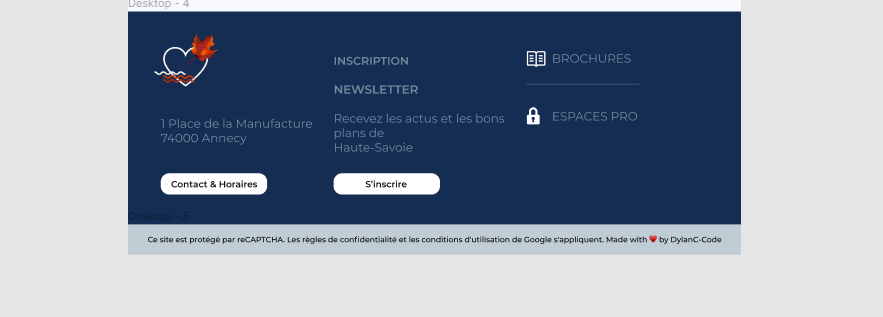 Desktop - 4
1 Place de la Manufacture
74000 Annecy
Contact & Horaires
INSCRIPTION
NEWSLETTER
Recevez les actus et les bons
plans de
Haute-Savoie
S'inscrire
BROCHURES
ESPACES PRO
Desktop - 5
Ce site est protégé par reCAPTCHA. Les règles de confidentialité et les conditions d'utilisation de Google s'appliquent. Made with ❤ by DylanC-Code